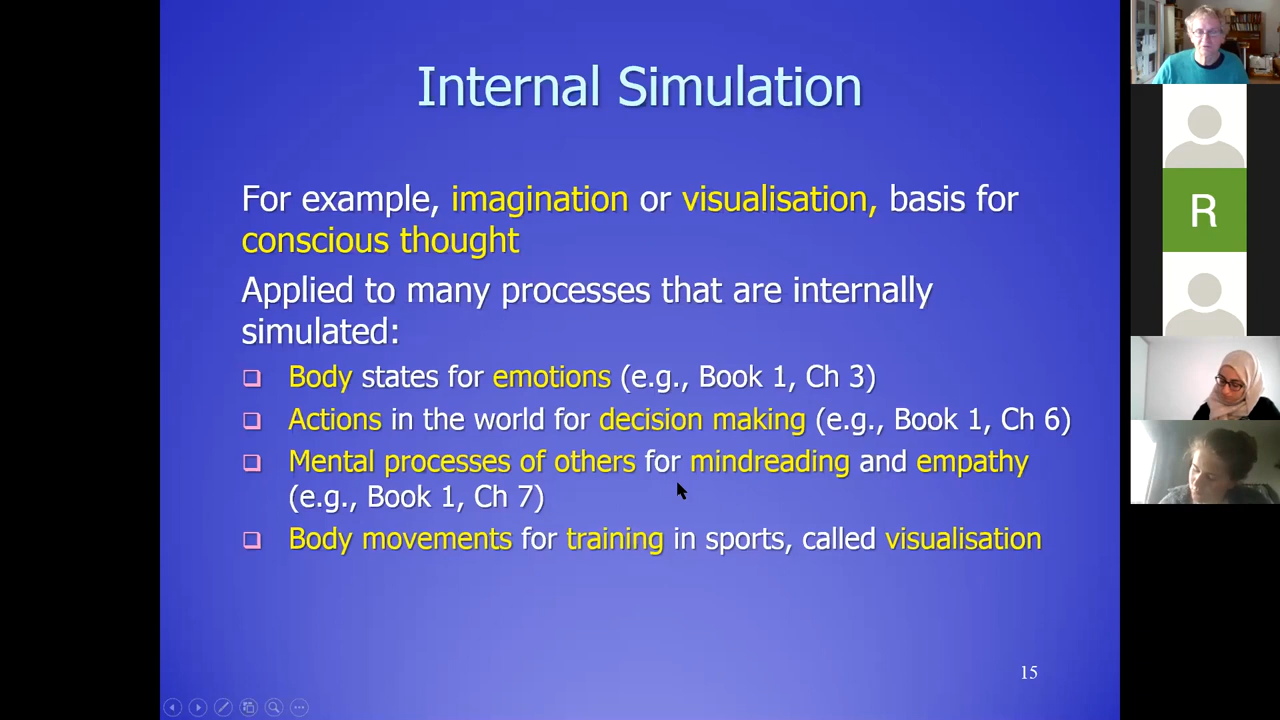 Internal Simulation
For example, imagination or visualisation, basis for
conscious thought
Applied to many processes that are internally
simulated:
Body states for emotions (e.g., Book 1, Ch 3)
Actions in the world for decision making (e.g., Book 1, Ch 6)
Mental processes of others for mindreading and empathy
(e.g., Book 1, Ch 7)
Body movements for training in sports, called visualisation
15
R